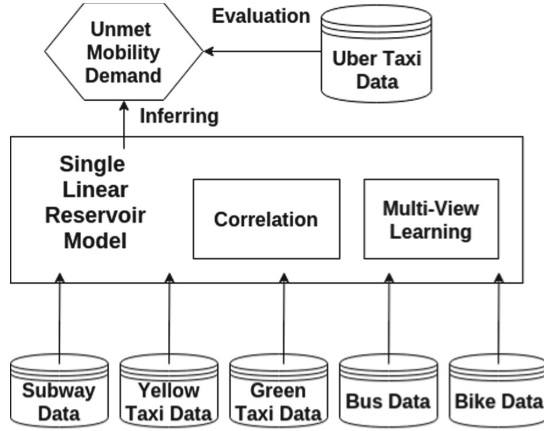 Unmet
Mobility
Demand
Evaluation
Uber Taxi
Data
Inferring
Single
Linear
Reservoir
Model
Correlation
Multi-View
Learning
Subway
Data
Yellow
Taxi Data
Green
Taxi Data
Bus Data
Bike Data